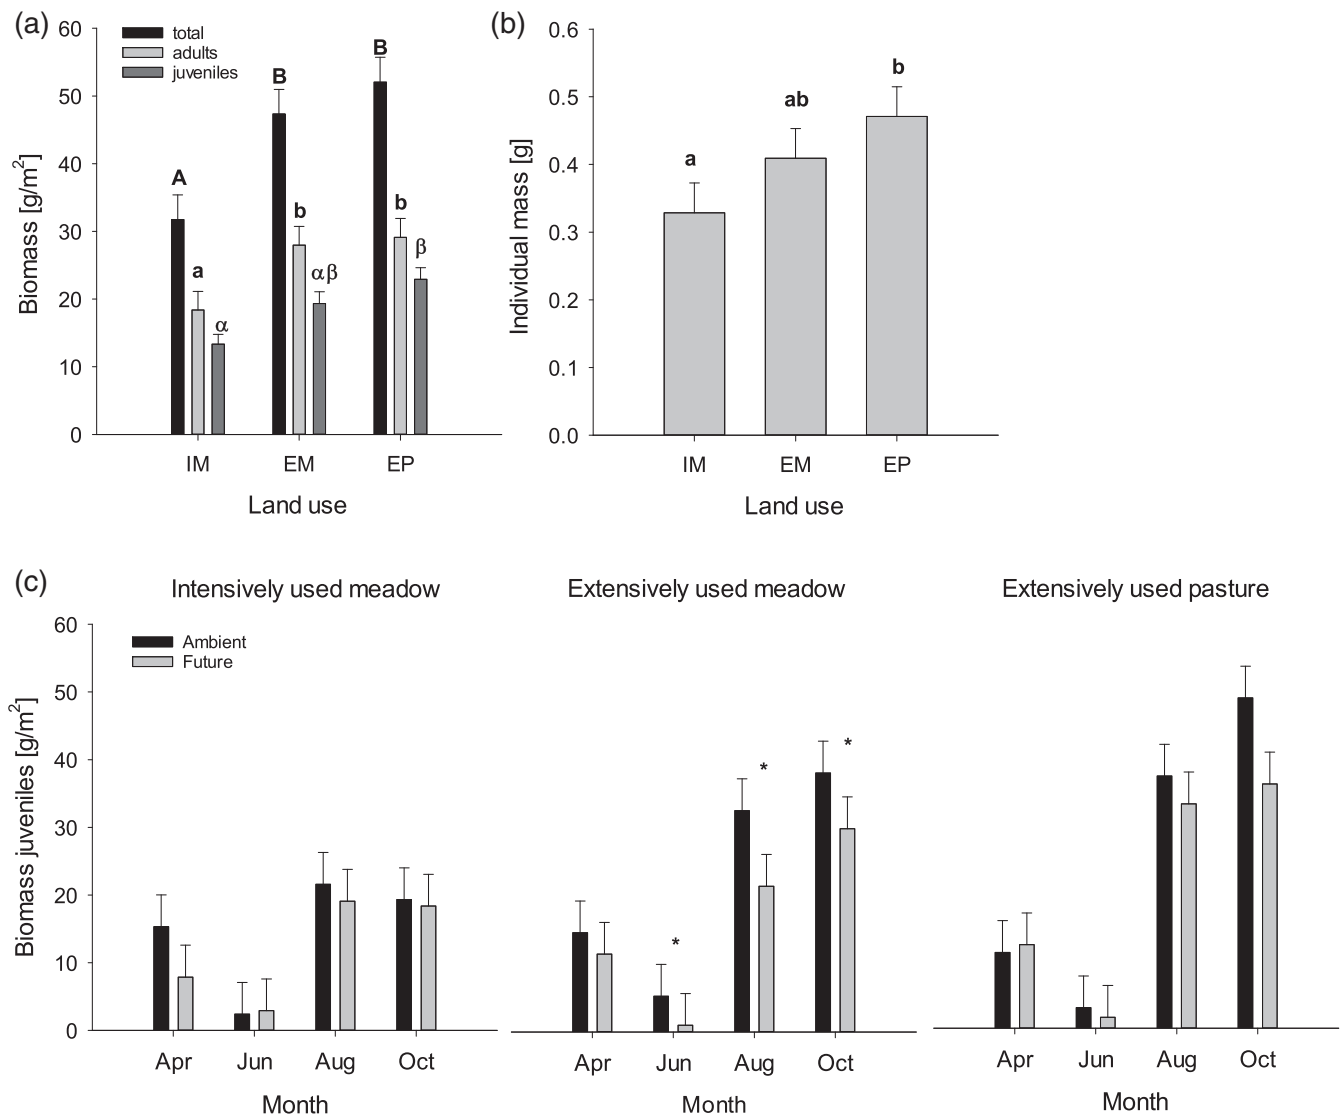 (a)
60
50
40
30
20
10
0
Biomass [g/m²]
total
adults
juveniles
A
a
α
B
b
αβ
B
b
β
IM EM EP
Land use
(b)
0.6
0.5
0.4
0.3
0.2
0.1
0.0
Individual mass [g]
a
ab
b
IM EM EP
Land use
(c)
Intensively used meadow Extensively used meadow Extensively used pasture
60
50
40
30
20
10
0
Biomass juveniles [g/m²]
Ambient
Future
* * *
Apr Jun Aug Oct
Month
Apr Jun Aug Oct
Month
Apr Jun Aug Oct
Month